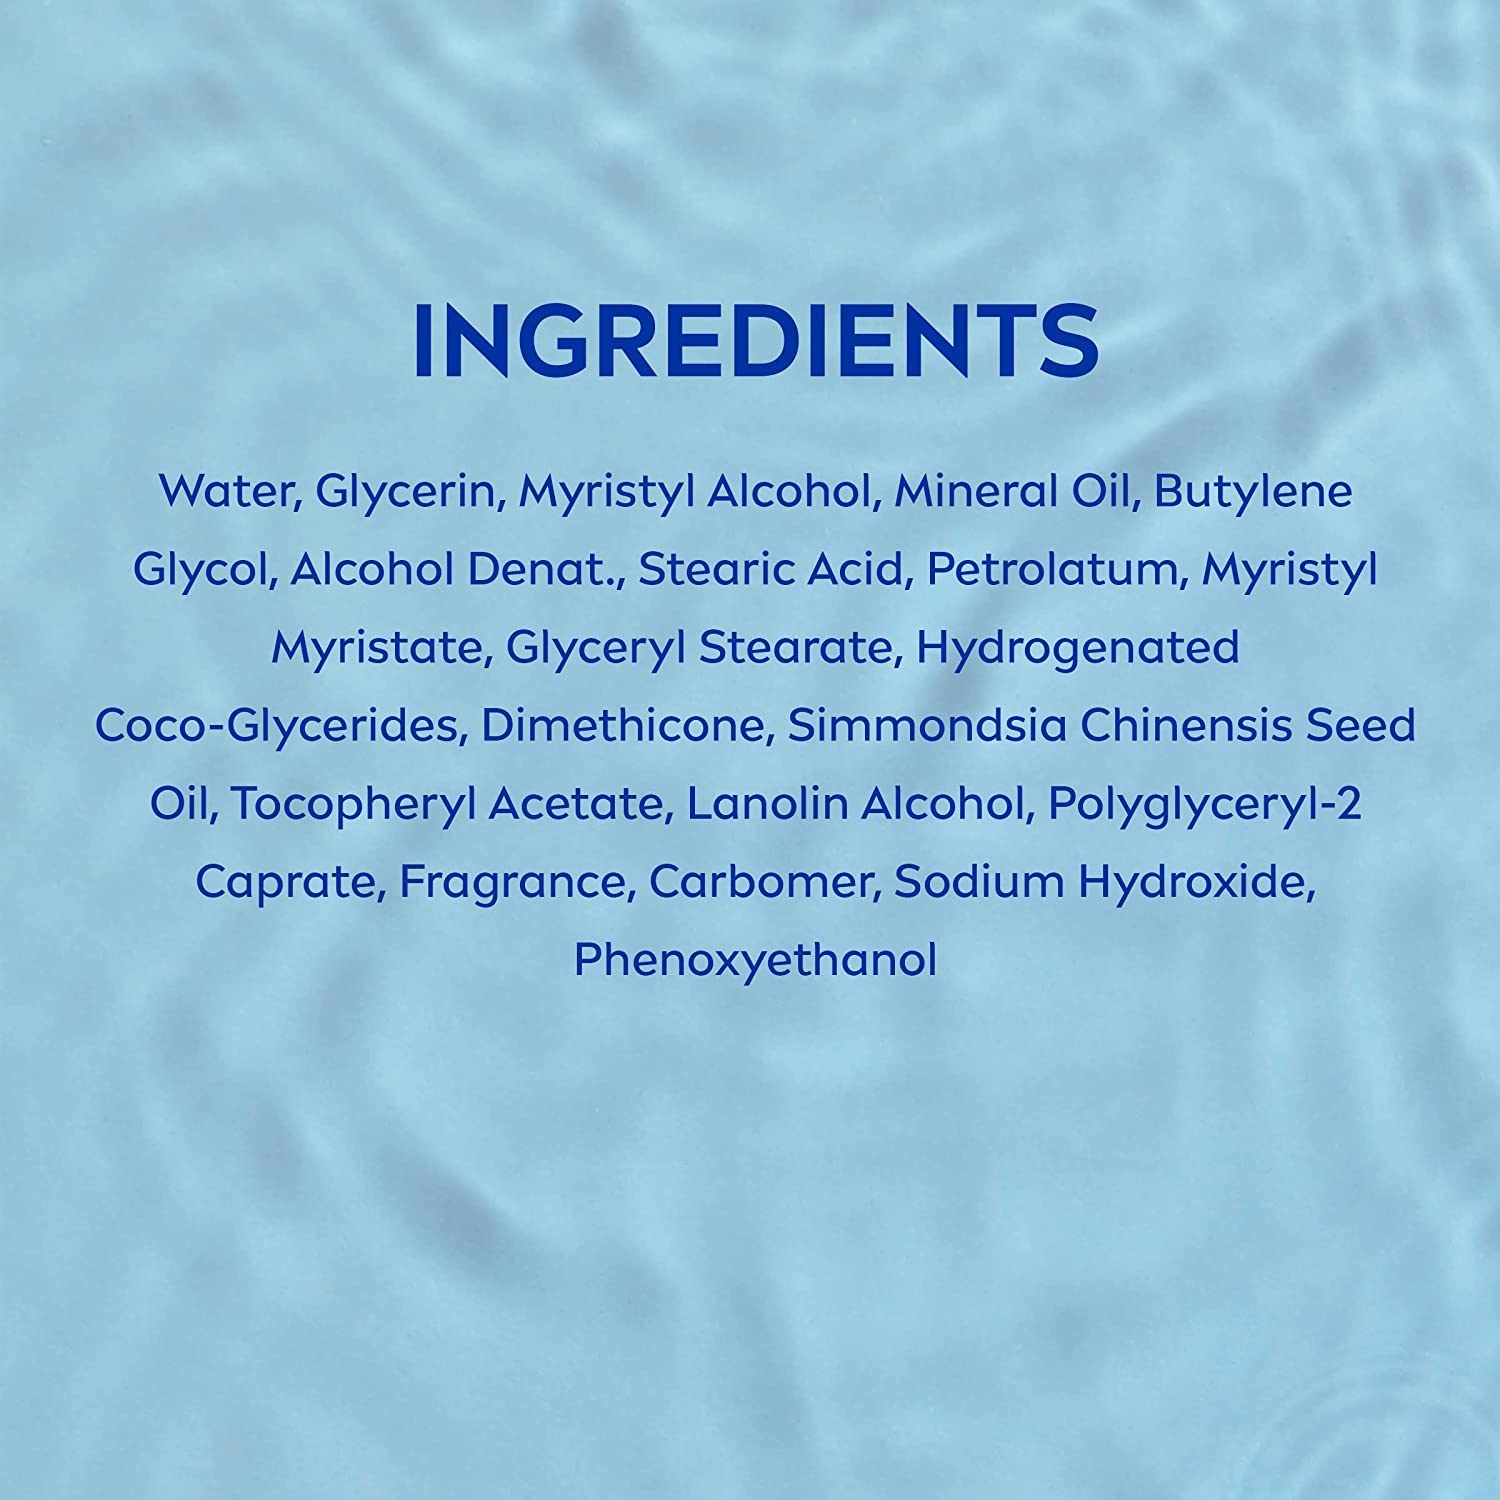 INGREDIENTS
Water, Glycerin, Myristyl Alcohol, Mineral Oil, Butylene
Glycol, Alcohol Denat., Stearic Acid, Petrolatum, Myristyl
Myristate, Glyceryl Stearate, Hydrogenated
Coco-Glycerides, Dimethicone, Simmondsia Chinensis Seed
Oil, Tocopheryl Acetate, Lanolin Alcohol, Polyglyceryl-2
Caprate, Fragrance, Carbomer, Sodium Hydroxide,
Phenoxyethanol